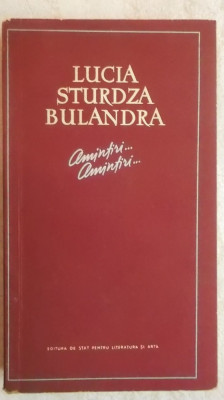 LUCIA
STURDZA
BULANDRA
Amintiri...
Amintiri...
EDITURA DE STAT PENTRU LITERATURĂ ȘI ARTĂ